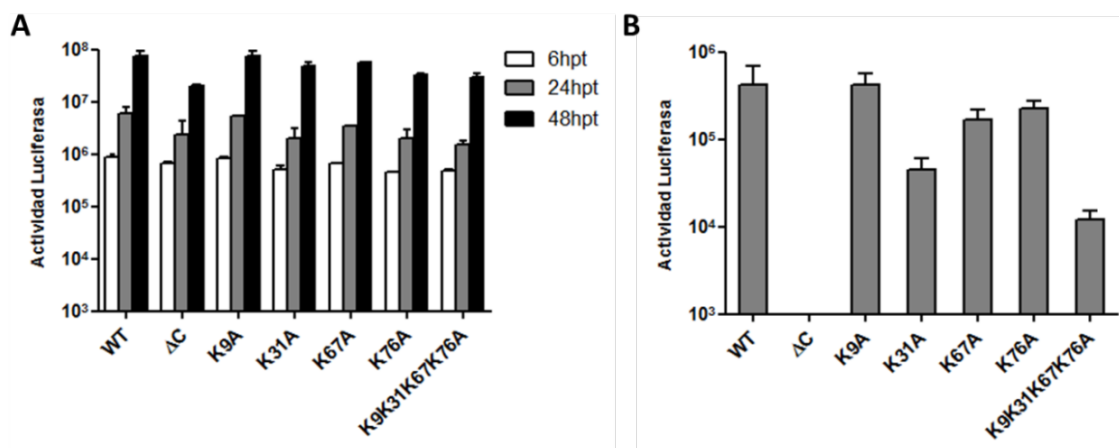 A
Actividad Luciferasa
10⁸
10⁷
10⁶
10⁵
10⁴
10³
WT
ΔC
K9A
K31A
K67A
K76A
K9K31K67K76A
6hpt
24hpt
48hpt
B
Actividad Luciferasa
10⁶
10⁵
10⁴
10³
WT
ΔC
K9A
K31A
K67A
K76A
K9K31K67K76A